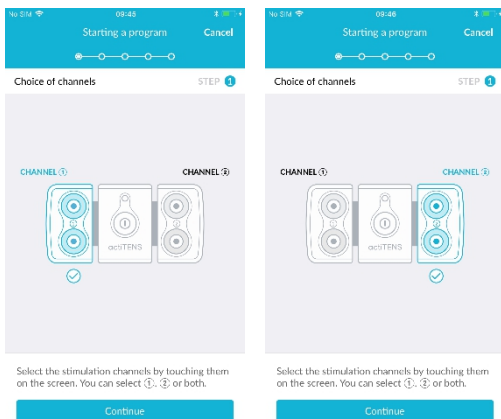 No SIM 09:45
Starting a program Cancel
Choice of channels STEP 1
CHANNEL ① CHANNEL ②
actiTENS
Select the stimulation channels by touching them
on the screen. You can select ①, ② or both.
Continue
No SIM 09:46
Starting a program Cancel
Choice of channels STEP 1
CHANNEL ① CHANNEL ②
actiTENS
Select the stimulation channels by touching them
on the screen. You can select ①, ② or both.
Continue